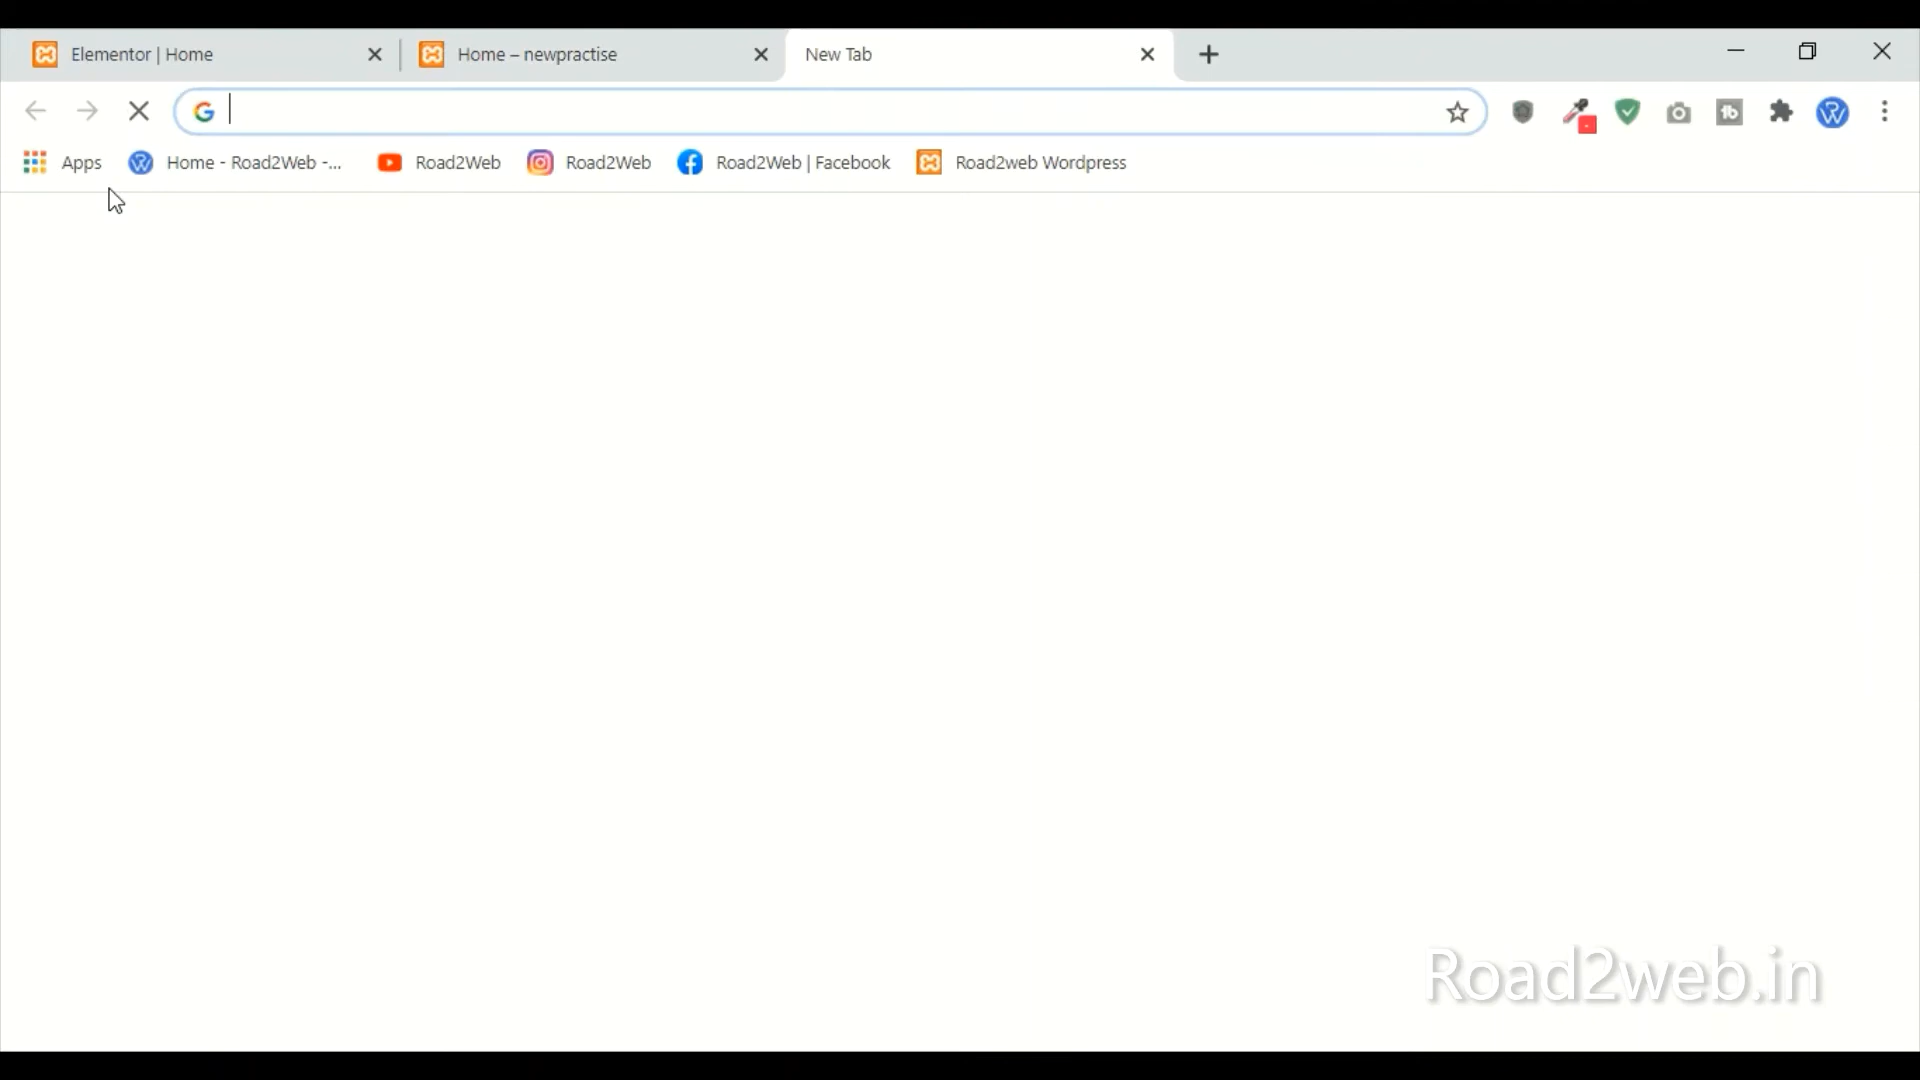 Elementor | Home
Home – newpractise
New Tab
Apps
Home - Road2Web -...
Road2Web
Road2Web
Road2Web | Facebook
Road2web Wordpress
Road2web.in